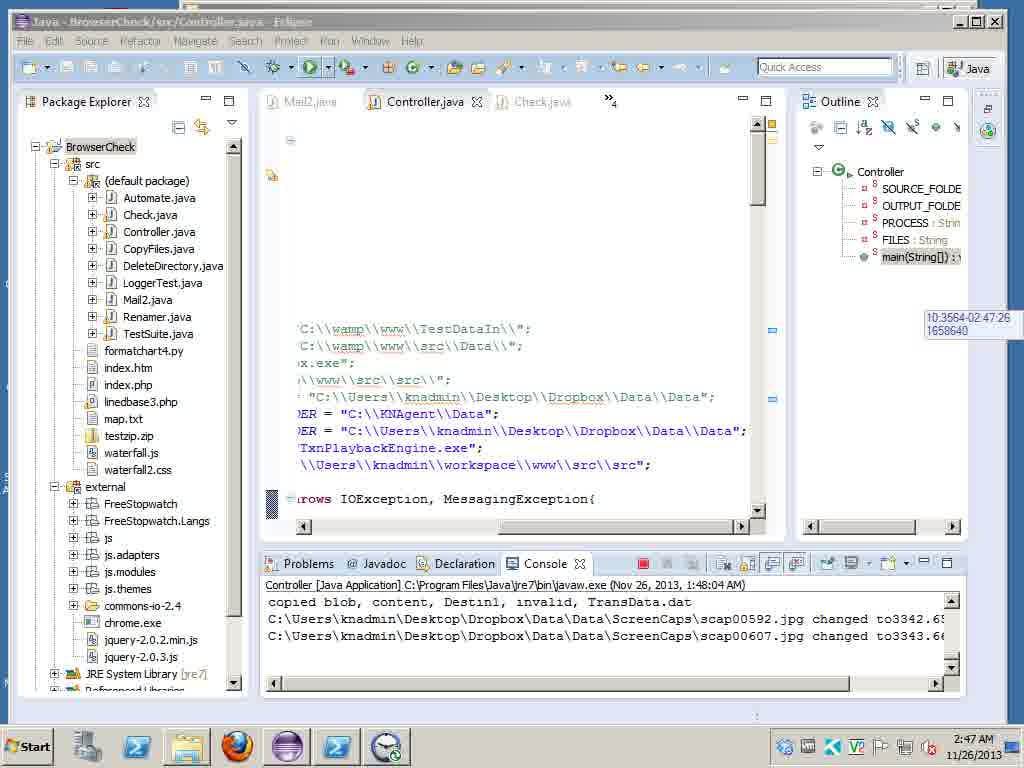 Java - BrowserCheck/src/Controller.java - Eclipse
File Edit Source Refactor Navigate Search Project Run Window Help
Quick Access
Java
Package Explorer
Mail2.java
Controller.java
Check.java
»4
Outline
BrowserCheck
src
(default package)
Automate.java
Check.java
Controller.java
CopyFiles.java
DeleteDirectory.java
LoggerTest.java
Mail2.java
Renamer.java
TestSuite.java
formatchart4.py
index.htm
index.php
linedbase3.php
map.txt
testzip.zip
waterfall.js
waterfall2.css
external
FreeStopwatch
FreeStopwatch.Langs
js
js.adapters
js.modules
js.themes
commons-io-2.4
chrome.exe
jquery-2.0.2.min.js
jquery-2.0.3.js
JRE System Library [jre7]
Referenced Libraries
C:\\wamp\\www\\TestDataIn\\";
C:\\wamp\\www\\src\\Data\\";
x.exe";
\\www\\src\\src\\";
= "C:\\Users\\knadmin\\Desktop\\Dropbox\\Data\\Data";
DER = "C:\\KNAgent\\Data";
DER = "C:\\Users\\knadmin\\Desktop\\Dropbox\\Data\\Data";
TxnPlaybackEngine.exe";
\\Users\\knadmin\\workspace\\www\\src\\src";
rows IOException, MessagingException{
Controller
SOURCE_FOLDE
OUTPUT_FOLDE
PROCESS : Strin
FILES : String
main(String[]) : v
10:3564-02:47:26
1658640
Problems @ Javadoc Declaration Console
Controller [Java Application] C:\Program Files\Java\jre7\bin\javaw.exe (Nov 26, 2013, 1:48:04 AM)
copied blob, content, Destin1, invalid, TransData.dat
C:\Users\knadmin\Desktop\Dropbox\Data\Data\ScreenCaps\scap00592.jpg changed to3342.65
C:\Users\knadmin\Desktop\Dropbox\Data\Data\ScreenCaps\scap00607.jpg changed to3343.66
Start
2:47 AM
11/26/2013